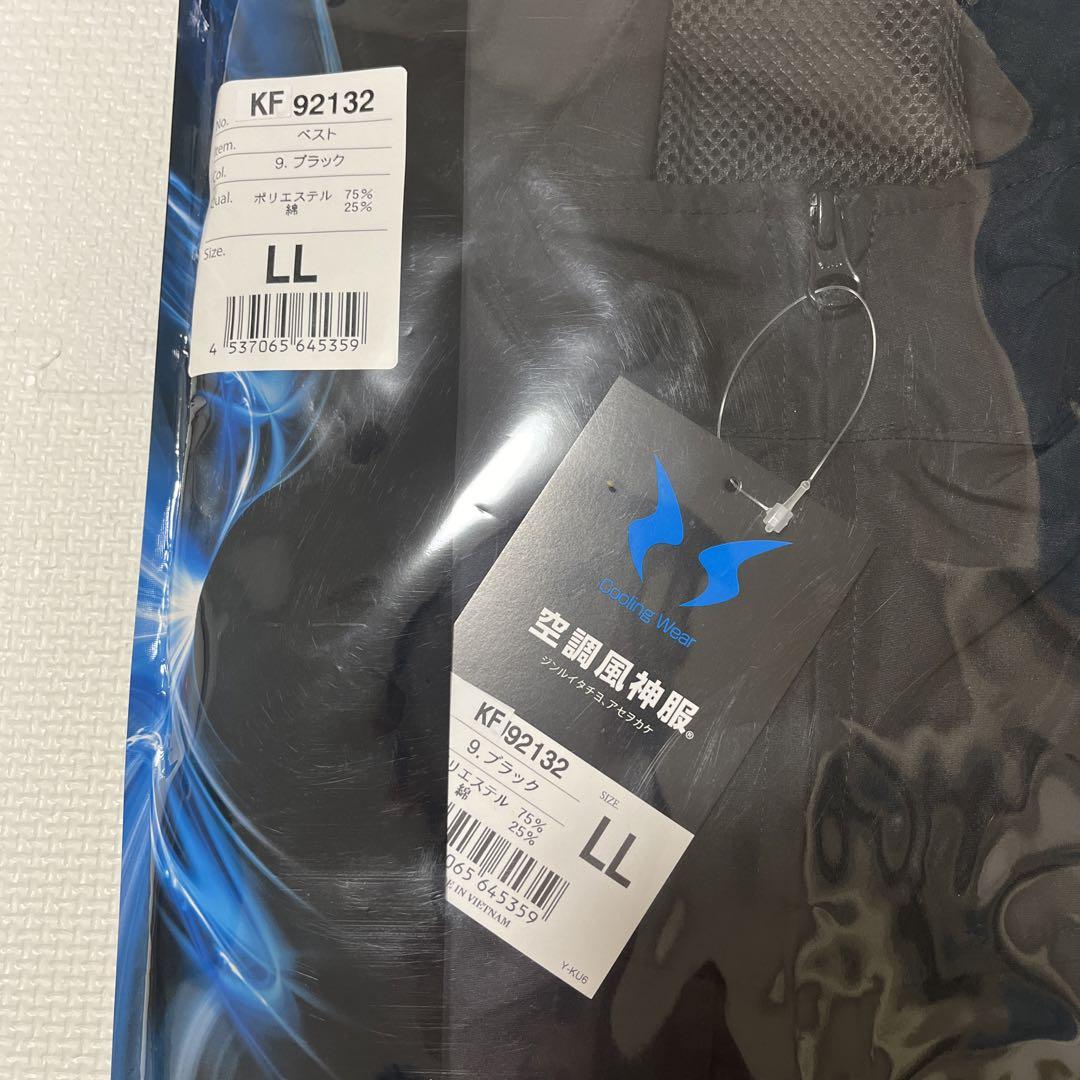 No. KF 92132
Item. ベスト
Col. 9. ブラック
Qual. ポリエステル 75%
綿 25%
Size. LL
4 537065 645359
Cooling Wear
空調風神服®
ジンルイタチヨ、アセヲカケ
KF 92132
9. ブラック
リエステル 75%
綿 25%
SIZE. LL
065 645359
E IN VIETNAM
Y-KU6